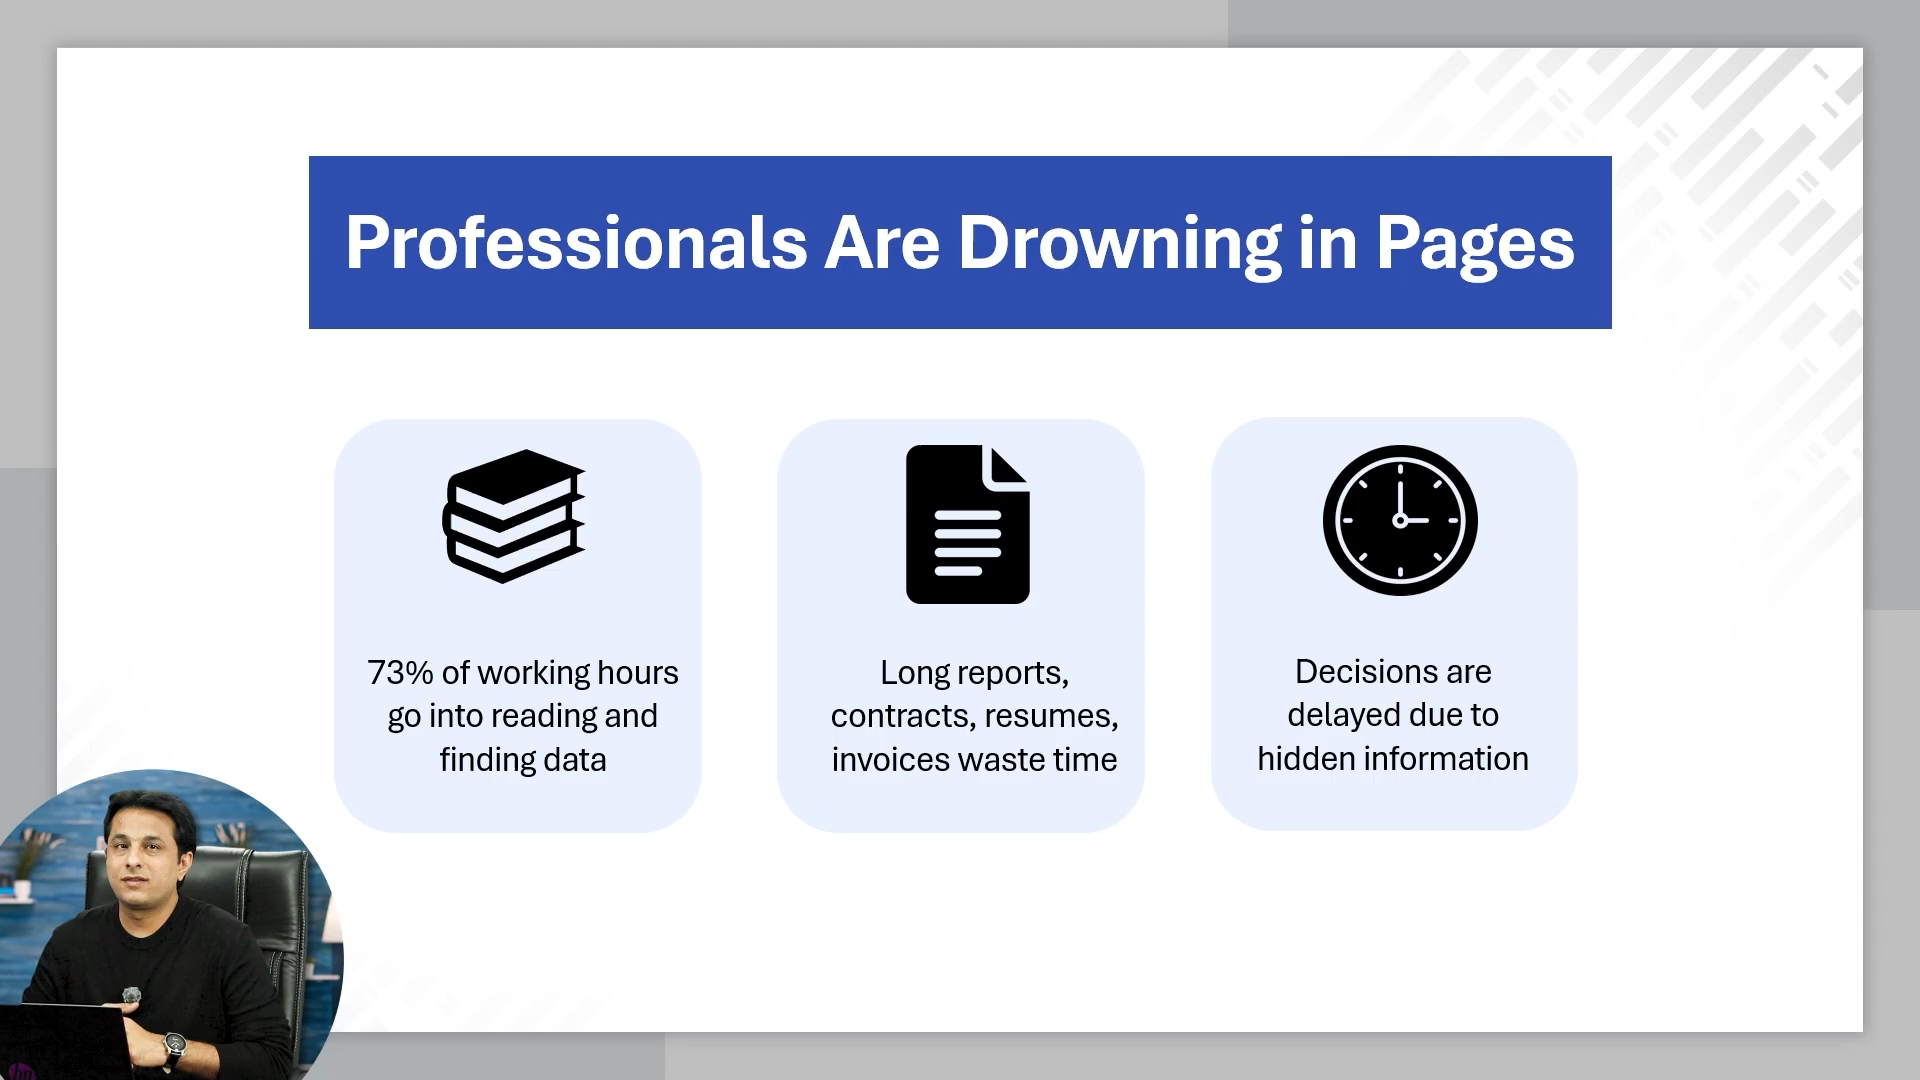 Professionals Are Drowning in Pages
73% of working hours
go into reading and
finding data
Long reports,
contracts, resumes,
invoices waste time
Decisions are
delayed due to
hidden information
hp